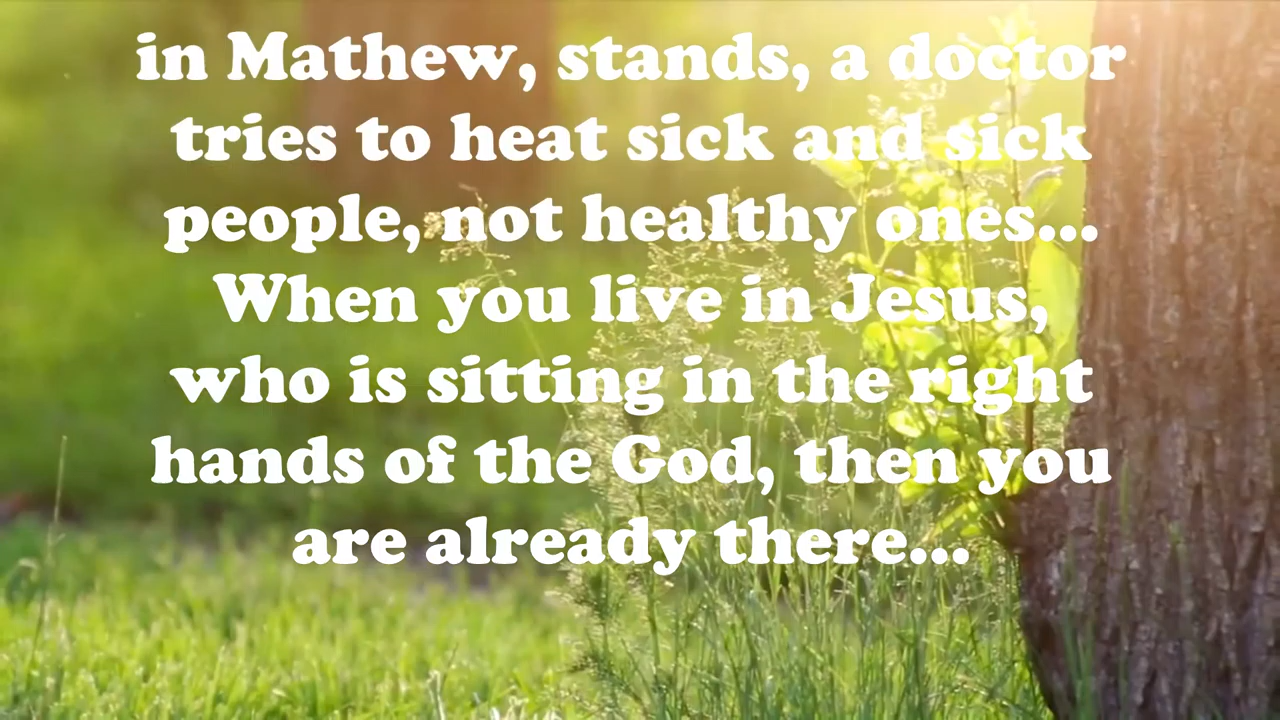 in Mathew, stands, a doctor
tries to heat sick and sick
people, not healthy ones...
When you live in Jesus,
who is sitting in the right
hands of the God, then you
are already there...